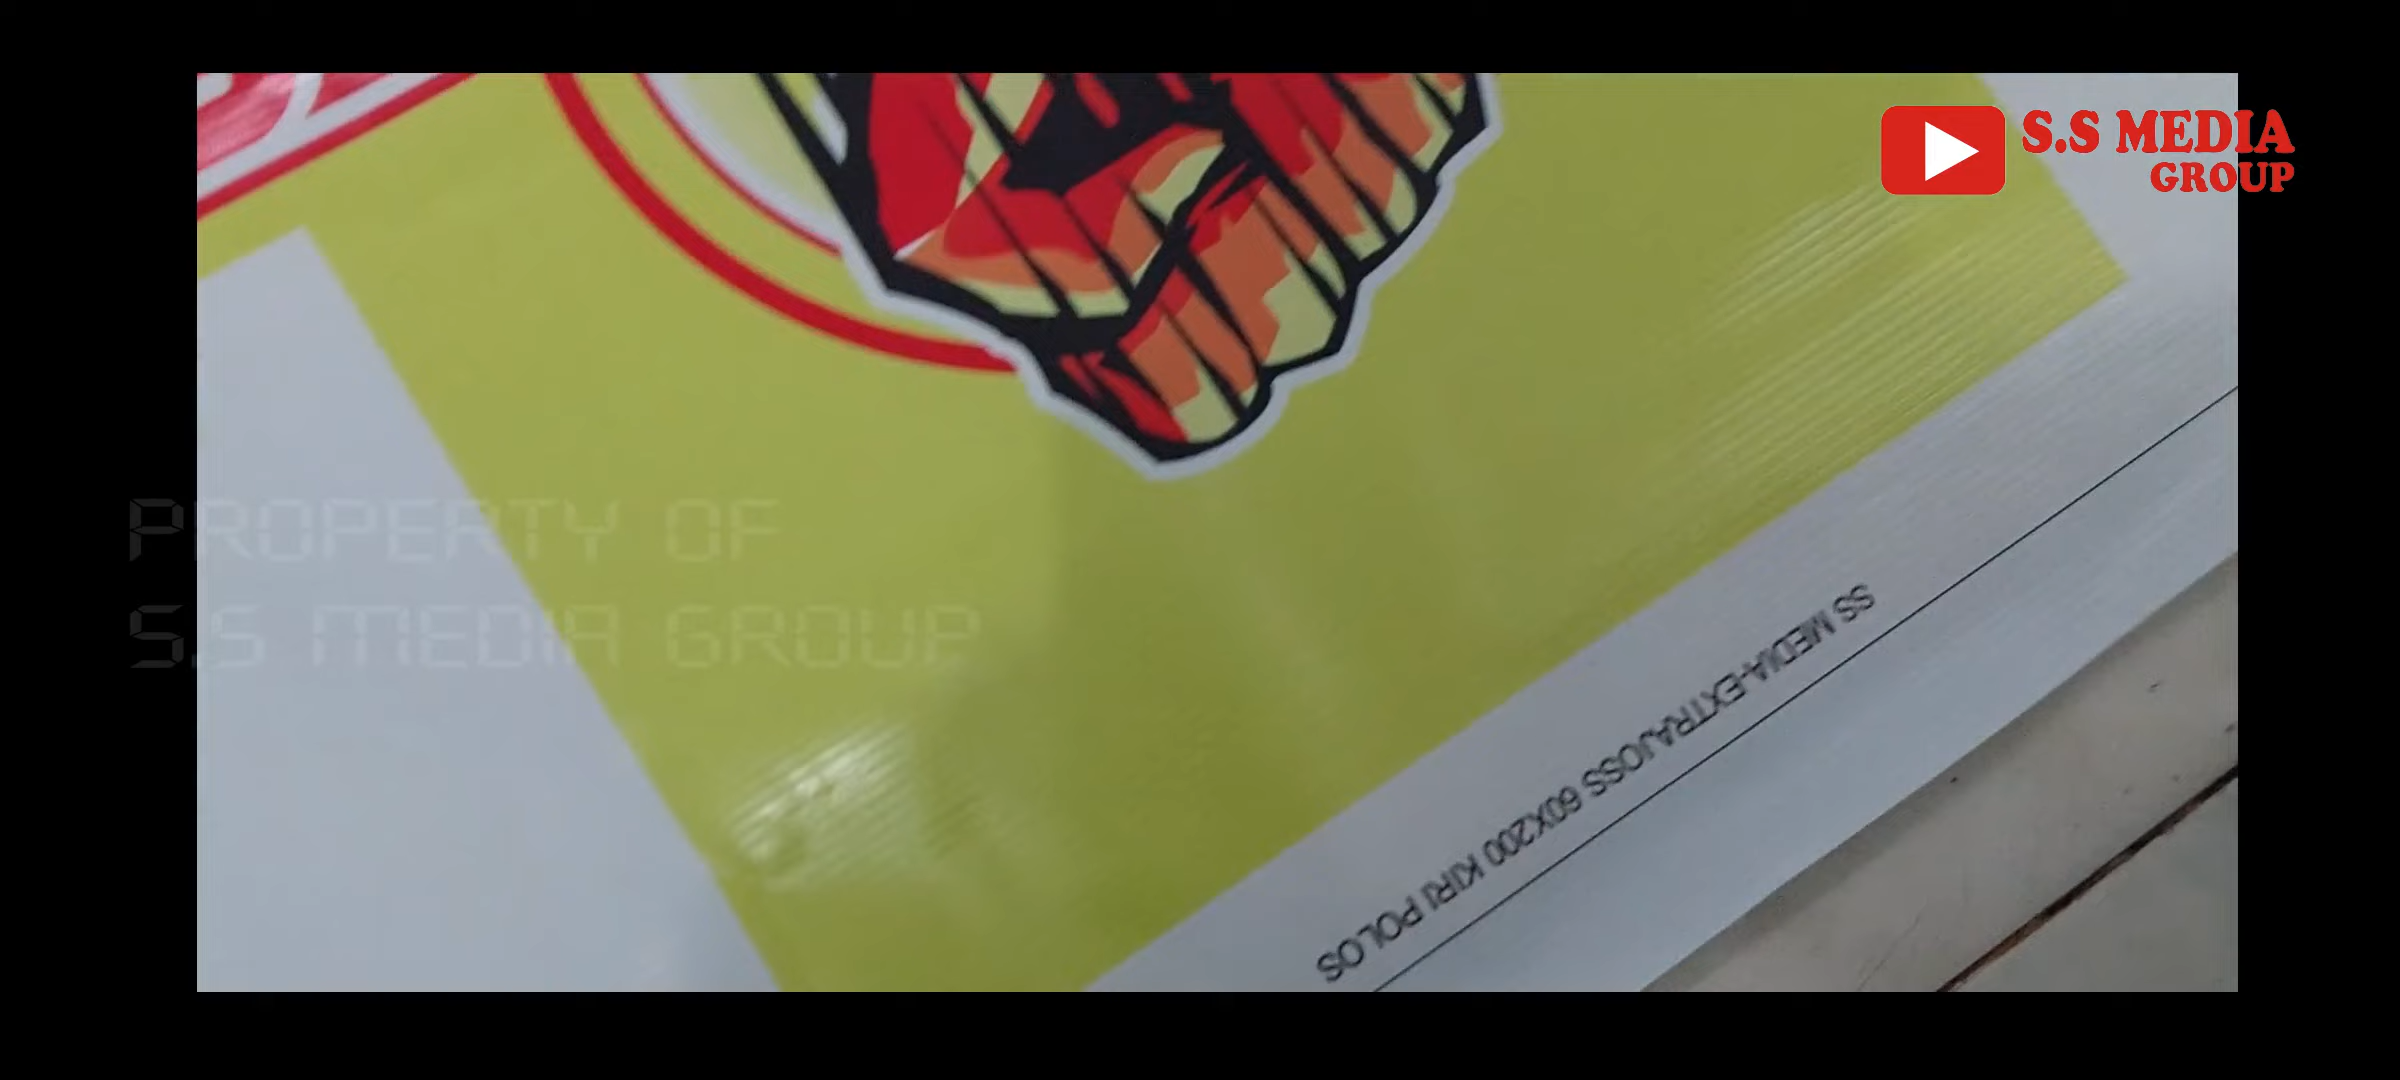 S.S MEDIA
GROUP
PROPERTY OF
S.S MEDIA GROUP
SS MEDIA-EXTRAJOSS 60X200 KIRI POLOS